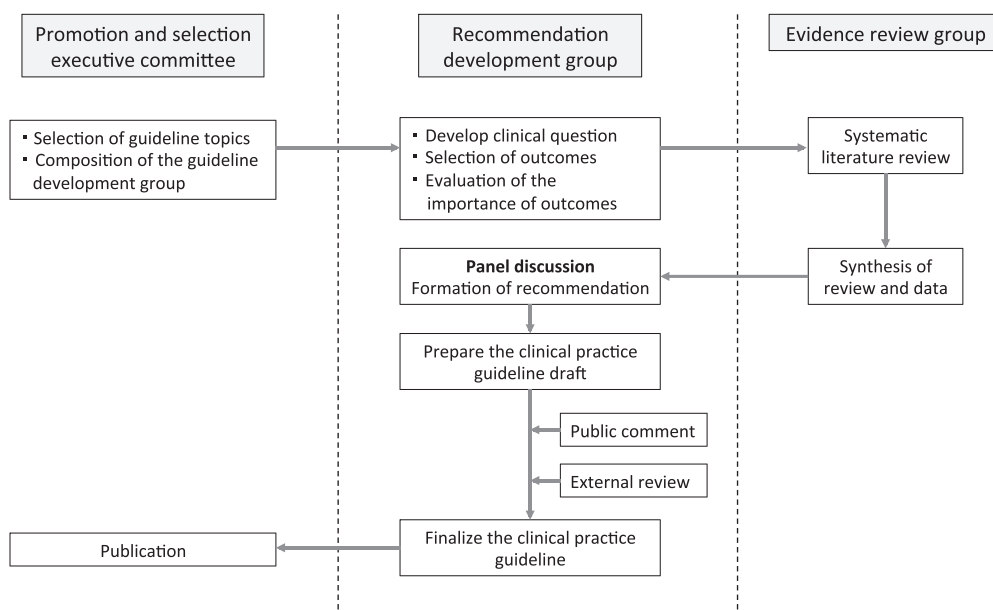 Promotion and selection
executive committee
Recommendation
development group
Evidence review group
▪ Selection of guideline topics
▪ Composition of the guideline
development group
▪ Develop clinical question
▪ Selection of outcomes
▪ Evaluation of the
importance of outcomes
Systematic
literature review
Panel discussion
Formation of recommendation
Synthesis of
review and data
Prepare the clinical practice
guideline draft
Public comment
External review
Finalize the clinical practice
guideline
Publication